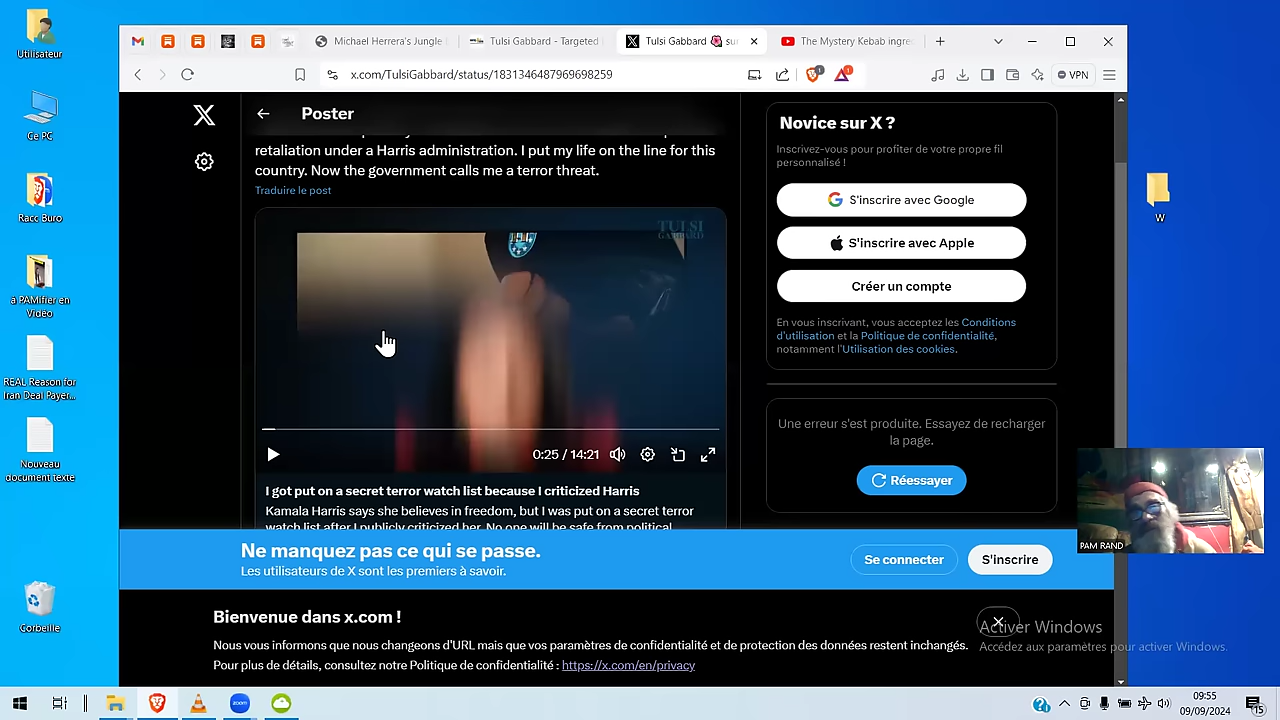 Utilisateur
Ce PC
Racc Buro
à PAMifier en
Vidéo
REAL Reason for
Iran Deal Payer...
Nouveau
document texte
Corbeille
Michael Herrera's Jungle
Tulsi Gabbard - Targeted
Tulsi Gabbard 🌺 su
The Mystery Kebab ingre
x.com/TulsiGabbard/status/1831346487969698259
VPN
Poster
retaliation under a Harris administration. I put my life on the line for this
country. Now the government calls me a terror threat.
Traduire le post
TULSI
GABBARD
0:25 / 14:21
I got put on a secret terror watch list because I criticized Harris
Kamala Harris says she believes in freedom, but I was put on a secret terror
watch list after I publicly criticized her. No one will be safe from political
Novice sur X ?
Inscrivez-vous pour profiter de votre propre fil
personnalisé !
S'inscrire avec Google
S'inscrire avec Apple
Créer un compte
En vous inscrivant, vous acceptez les Conditions
d'utilisation et la Politique de confidentialité,
notamment l'Utilisation des cookies.
Une erreur s'est produite. Essayez de recharger
la page.
Réessayer
W
PAM RAND
Ne manquez pas ce qui se passe.
Les utilisateurs de X sont les premiers à savoir.
Se connecter
S'inscrire
Bienvenue dans x.com !
Nous vous informons que nous changeons d'URL mais que vos paramètres de confidentialité et de protection des données restent inchangés.
Pour plus de détails, consultez notre Politique de confidentialité : https://x.com/en/privacy
Activer Windows
Accédez aux paramètres pour activer Windows.
zoom
09:55
09/09/2024
15